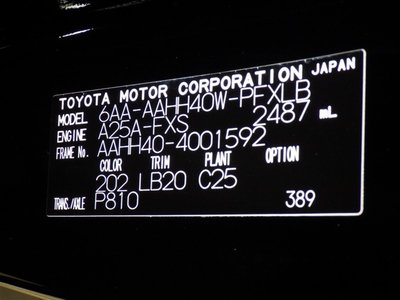 TOYOTA MOTOR CORPORATION JAPAN
MODEL 6AA-AAHH40W-PFXLB
ENGINE A25A-FXS 2487 mL
FRAME No. AAHH40-4001592
COLOR TRIM PLANT OPTION
202 LB20 C25
TRANS./AXLE P810 389